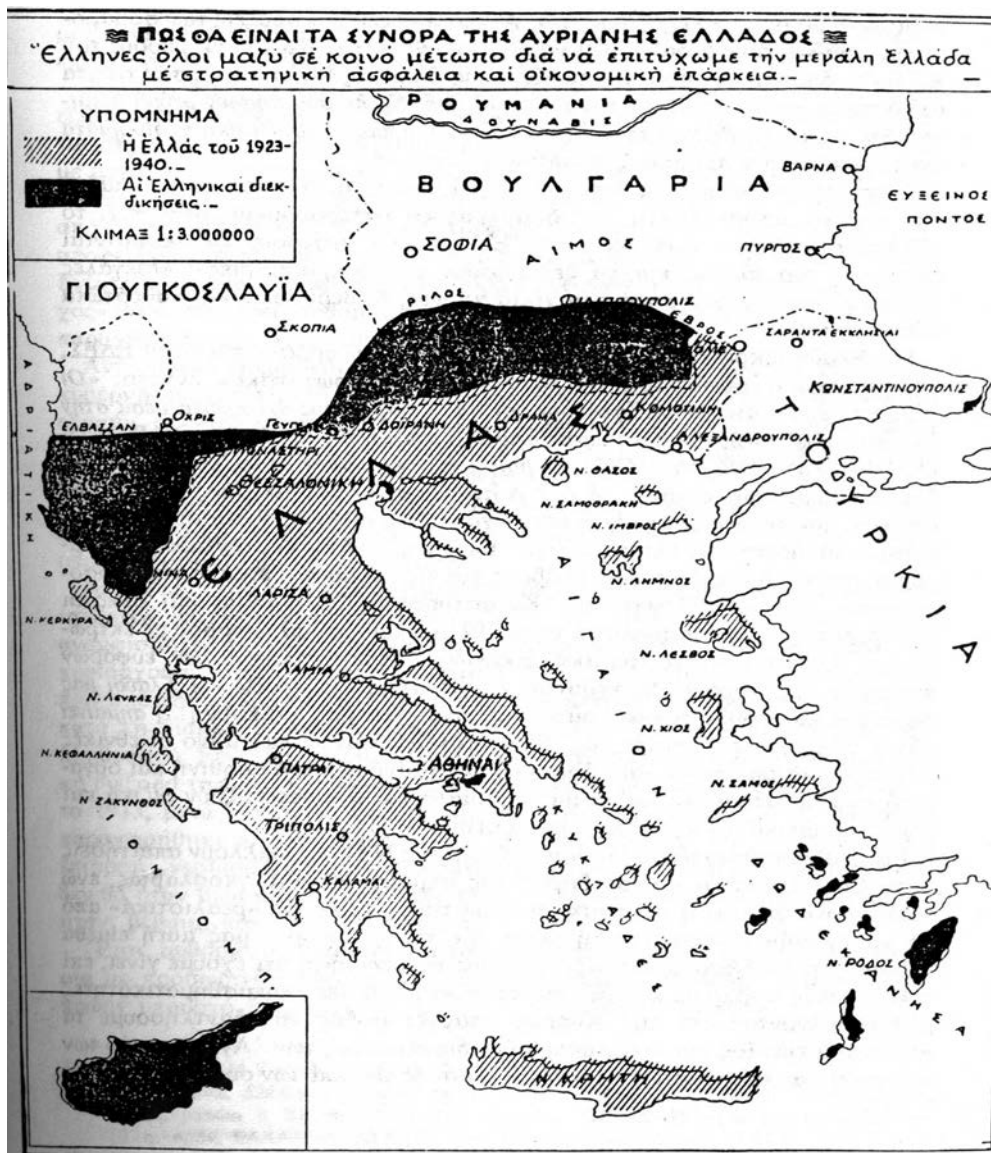 ΠΩΣ ΘΑ ΕΙΝΑΙ ΤΑ ΣΥΝΟΡΑ ΤΗΣ ΑΥΡΙΑΝΗΣ ΕΛΛΑΔΟΣ
Ἕλληνες ὅλοι μαζὺ σὲ κοινὸ μέτωπο διὰ νὰ ἐπιτύχωμε τὴν μεγάλη Ἑλλάδα
μὲ στρατηγικὴ ἀσφάλεια καὶ οἰκονομικὴ ἐπάρκεια.–
ΥΠΟΜΝΗΜΑ
Ἡ Ἑλλὰς τοῦ 1923-
1940.–
Αἱ Ἑλληνικαὶ διεκ-
δικήσεις.–
ΚΛΙΜΑΞ 1:3.000000
ΡΟΥΜΑΝΙΑ
ΔΟΥΝΑΒΙΣ
ΒΑΡΝΑ
ΒΟΥΛΓΑΡΙΑ
ΕΥΞΕΙΝΟΣ
ΠΟΝΤΟΣ
ΣΟΦΙΑ
ΑΙΜΟΣ
ΠΥΡΓΟΣ
ΓΙΟΥΓΚΟΣΛΑΥΪΑ
ΡΙΛΟΣ
ΦΙΛΙΠΠΟΥΠΟΛΙΣ
ΕΒΡΟΣ
ΣΚΟΠΙΑ
ΣΑΡΑΝΤΑ ΕΚΚΛΗΣΙΑΙ
ΚΩΝΣΤΑΝΤΙΝΟΥΠΟΛΙΣ
ΑΔΡΙΑΤΙΚΗ
ΟΧΡΙΣ
ΕΛΒΑΣΣΑΝ
ΓΕΥΓΕΛΗ
ΔΟΙΡΑΝΗ
ΔΡΑΜΑ
ΚΟΜΟΤΙΝΗ
ΑΛΕΞΑΝΔΡΟΥΠΟΛΙΣ
ΜΟΝΑΣΤΗΡΙ
ΘΕΣΣΑΛΟΝΙΚΗ
ΕΛΛΑΣ
ΤΟΥΡΚΙΑ
Ν. ΘΑΣΟΣ
Ν. ΣΑΜΟΘΡΑΚΗ
Ν. ΙΜΒΡΟΣ
Ν. ΛΗΜΝΟΣ
ΛΑΡΙΣΑ
Ν. ΚΕΡΚΥΡΑ
Ν. ΛΕΣΒΟΣ
ΛΑΜΙΑ
Ν. ΛΕΥΚΑΣ
Ν. ΧΙΟΣ
Ν. ΚΕΦΑΛΛΗΝΙΑ
ΠΑΤΡΑΙ
ΑΘΗΝΑΙ
Ν. ΣΑΜΟΣ
Ν. ΖΑΚΥΝΘΟΣ
ΤΡΙΠΟΛΙΣ
ΚΑΛΑΜΑΙ
ΔΩΔΕΚΑΝΗΣΑ
Ν. ΡΟΔΟΣ
Ν. ΚΡΗΤΗ